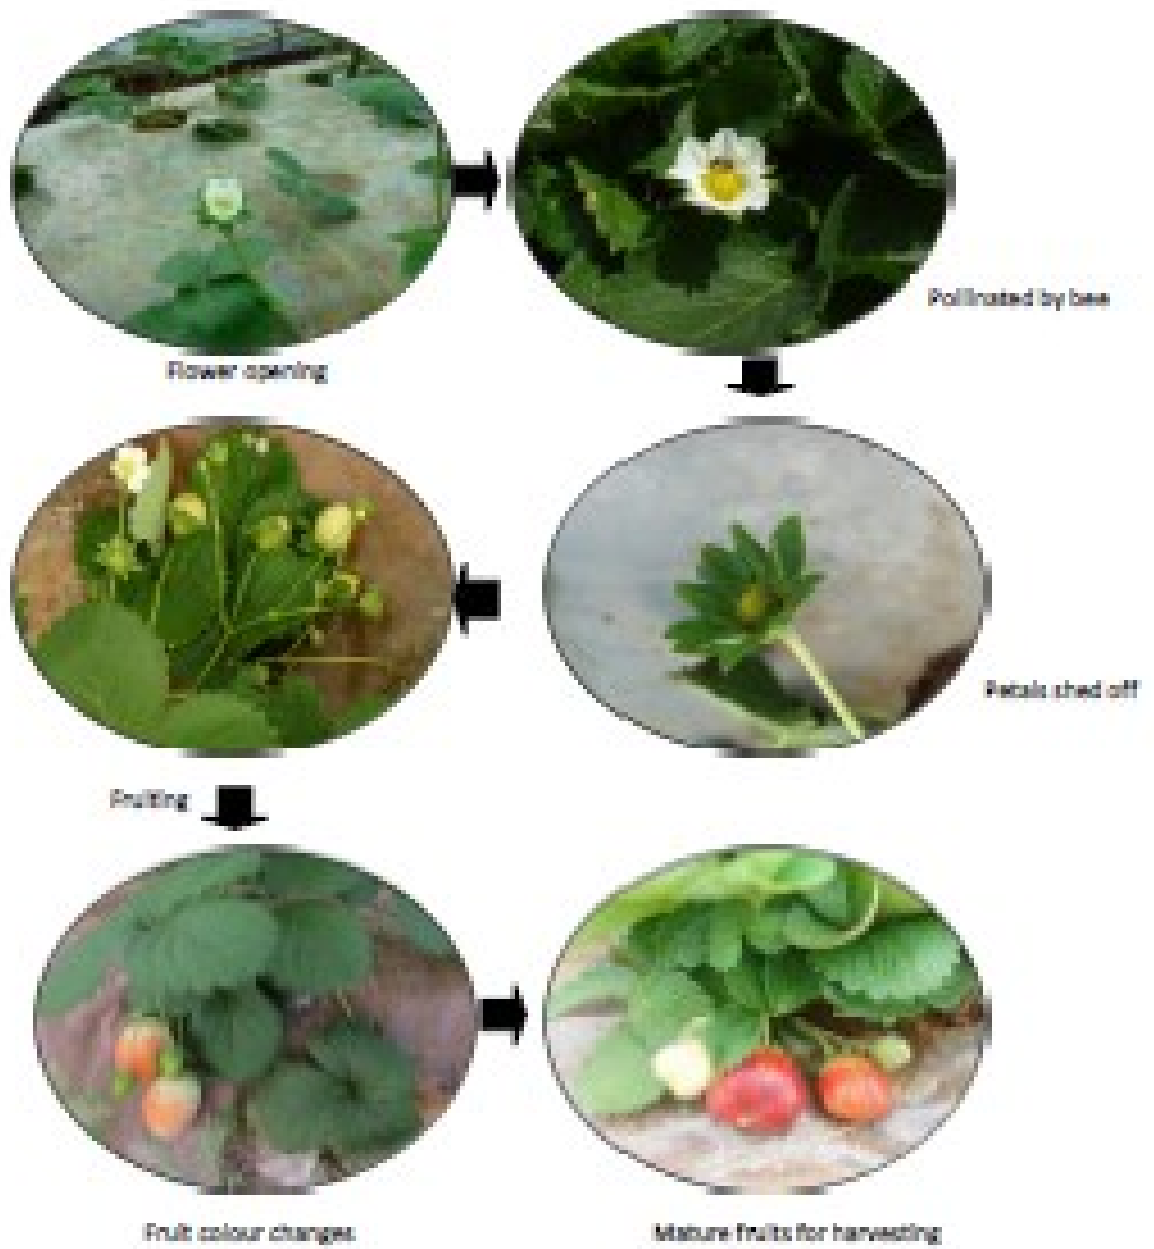 Flower opening
Pollinated by bee
Petals shed off
Fruiting
Fruit colour changes
Mature fruits for harvesting